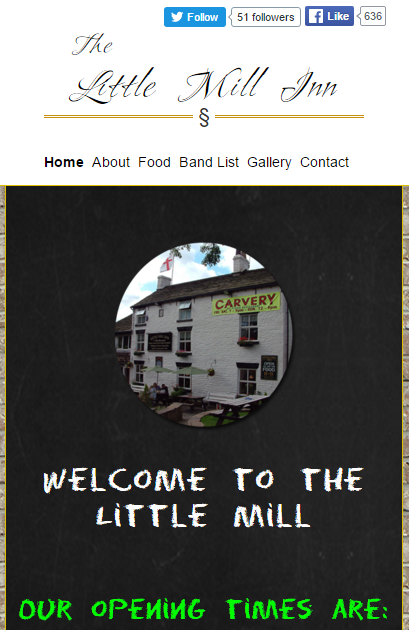 Follow 51 followers Like 636
The
Little Mill Inn
§
Home About Food Band List Gallery Contact
CARVERY
WELCOME TO THE
LITTLE MILL
OUR OPENING TIMES ARE: